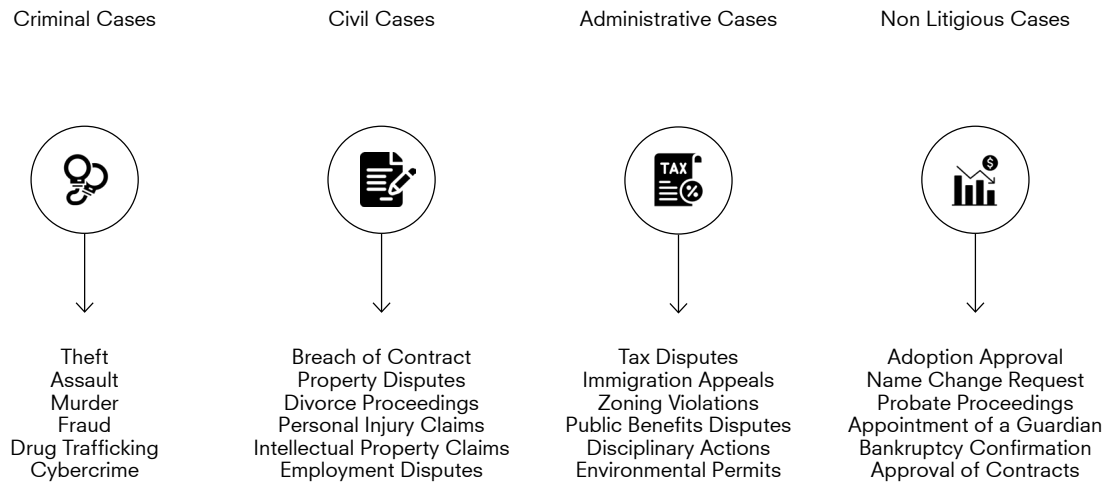 Criminal Cases
Civil Cases
Administrative Cases
Non Litigious Cases
TAX
%
$
Theft
Assault
Murder
Fraud
Drug Trafficking
Cybercrime
Breach of Contract
Property Disputes
Divorce Proceedings
Personal Injury Claims
Intellectual Property Claims
Employment Disputes
Tax Disputes
Immigration Appeals
Zoning Violations
Public Benefits Disputes
Disciplinary Actions
Environmental Permits
Adoption Approval
Name Change Request
Probate Proceedings
Appointment of a Guardian
Bankruptcy Confirmation
Approval of Contracts